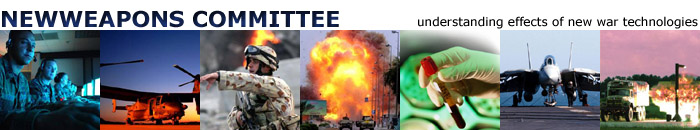 NEWWEAPONS COMMITTEE
understanding effects of new war technologies